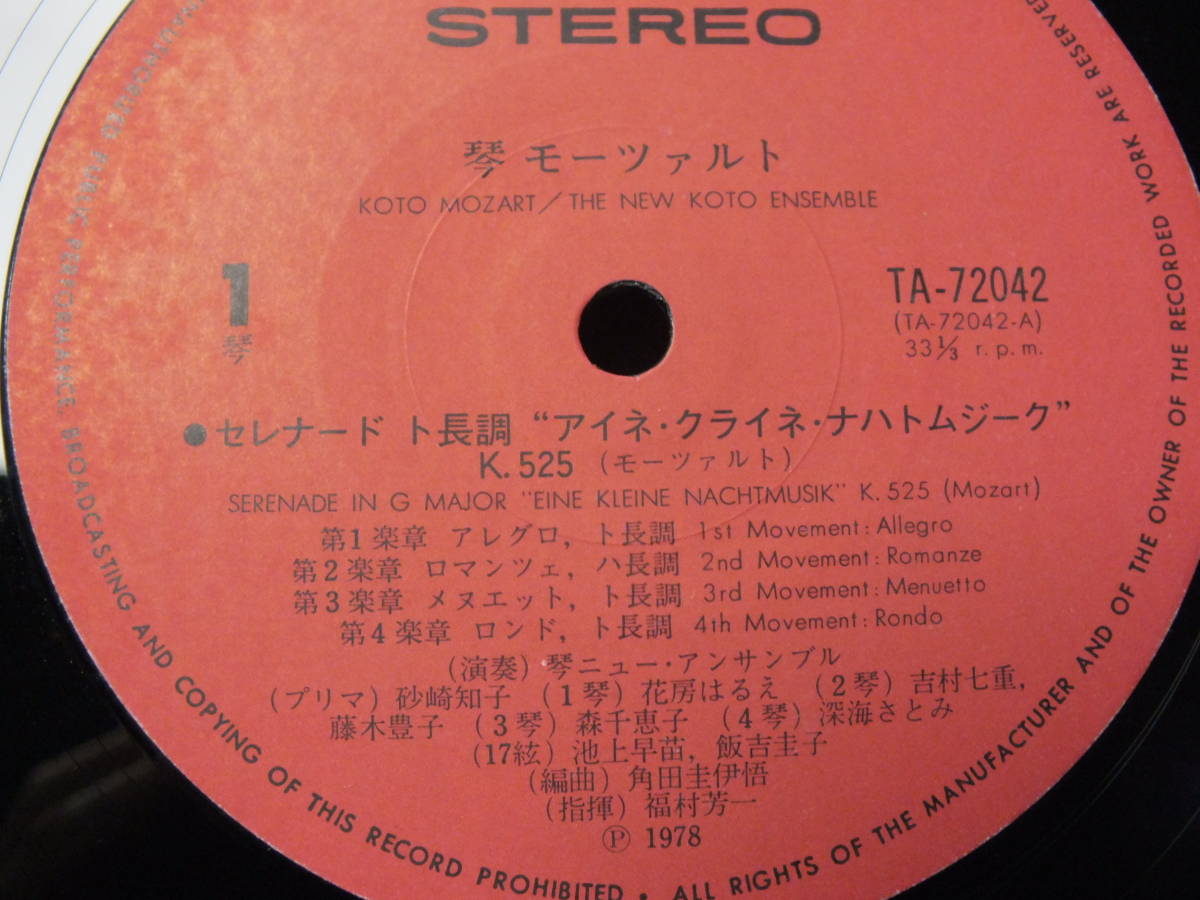 STEREO
琴 モーツァルト
KOTO MOZART/THE NEW KOTO ENSEMBLE
1
琴
TA-72042
(TA-72042-A)
33⅓ r.p.m.
●セレナード ト長調 “アイネ・クライネ・ナハトムジーク”
K.525 (モーツァルト)
SERENADE IN G MAJOR "EINE KLEINE NACHTMUSIK" K.525 (Mozart)
第1楽章 アレグロ, ト長調 1st Movement: Allegro
第2楽章 ロマンツェ, ハ長調 2nd Movement: Romanze
第3楽章 メヌエット, ト長調 3rd Movement: Menuetto
第4楽章 ロンド, ト長調 4th Movement: Rondo
(演奏) 琴ニュー・アンサンブル
(プリマ) 砂崎知子 (1琴) 花房はるえ (2琴) 吉村七重,
藤木豊子 (3琴) 森千恵子 (4琴) 深海さとみ
(17絃) 池上早苗, 飯吉圭子
(編曲) 角田圭伊悟
(指揮) 福村芳一
Ⓟ 1978
PUBLIC PERFORMANCE, BROADCASTING AND COPYING OF THIS RECORD PROHIBITED • ALL RIGHTS OF THE MANUFACTURER AND OF THE OWNER OF THE RECORDED WORK ARE RESERVED